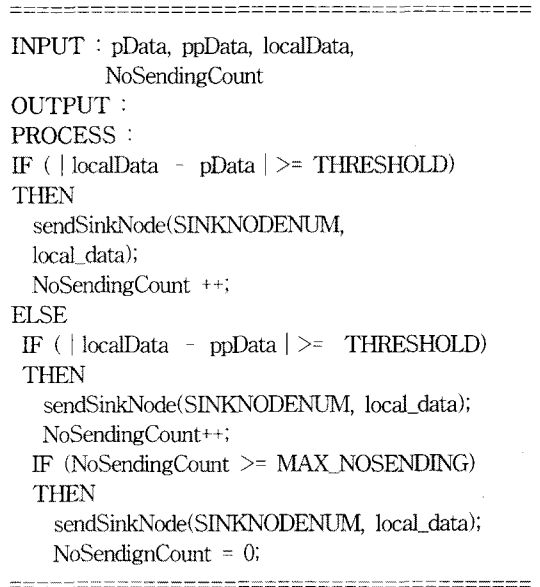 INPUT : pData, ppData, localData,
NoSendingCount
OUTPUT :
PROCESS :
IF ( | localData - pData | >= THRESHOLD)
THEN
sendSinkNode(SINKNODENUM,
local_data);
NoSendingCount ++;
ELSE
IF ( | localData - ppData | >= THRESHOLD)
THEN
sendSinkNode(SINKNODENUM, local_data);
NoSendingCount++;
IF (NoSendingCount >= MAX_NOSENDING)
THEN
sendSinkNode(SINKNODENUM, local_data);
NoSendignCount = 0;